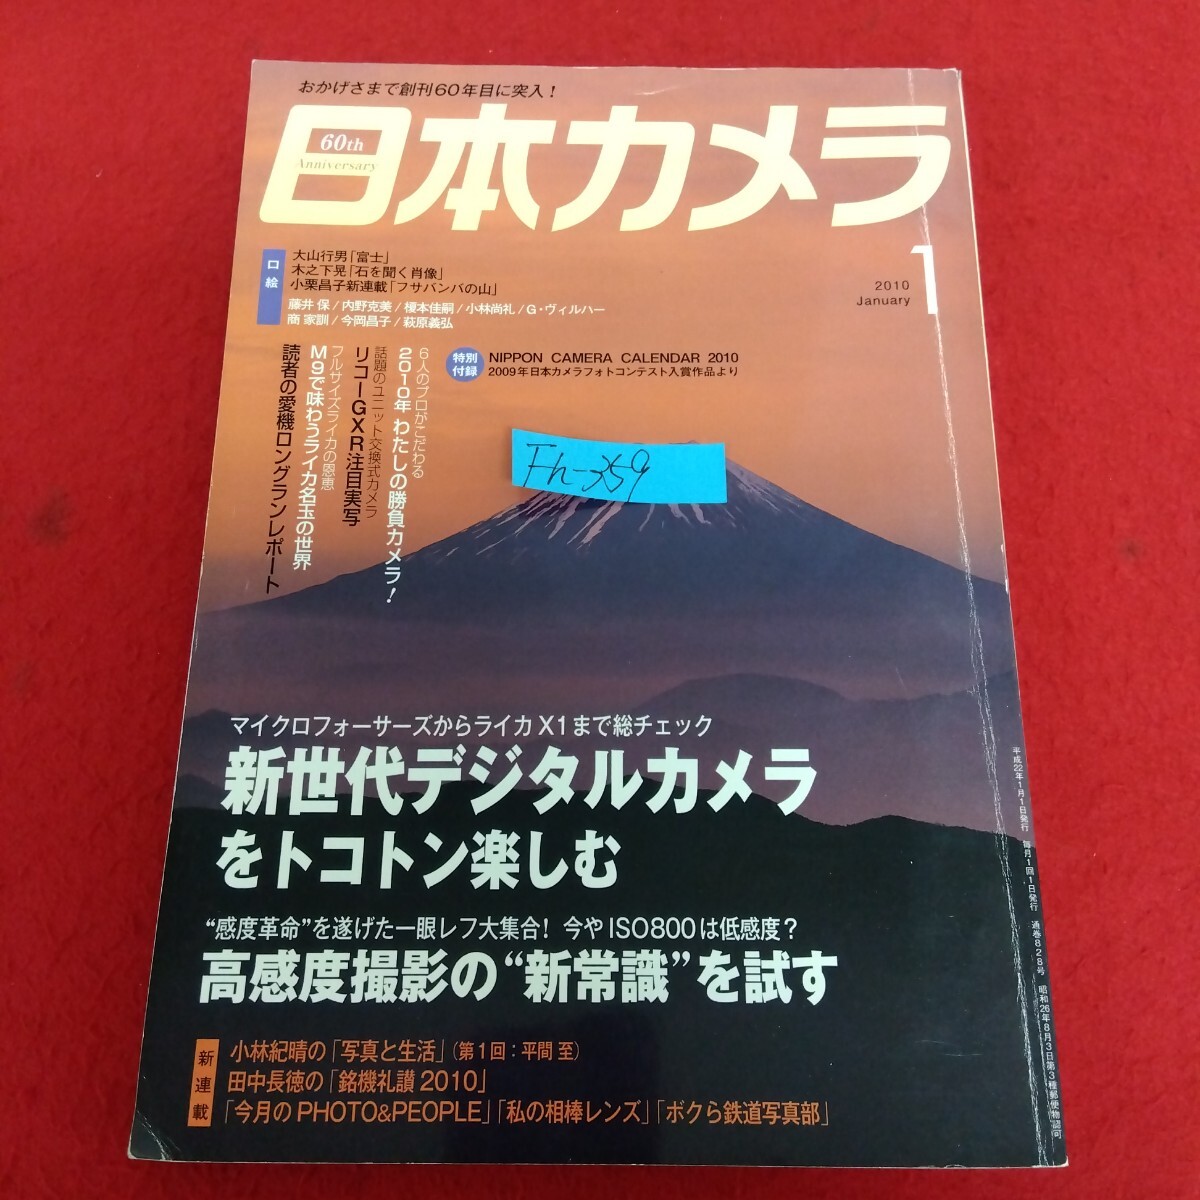 おかげさまで創刊60年目に突入！
日本カメラ
60th
Anniversary
口絵
大山行男「富士」
木之下晃「石を聞く肖像」
小栗昌子新連載「フサパンバの山」
藤井 保/内野克美/榎本佳嗣/小林尚礼/G・ヴィルハー
商 家訓/今岡昌子/萩原義弘
1
2010
January
特別付録
NIPPON CAMERA CALENDAR 2010
2009年日本カメラフォトコンテスト入賞作品より
6人のプロがこだわる
2010年 わたしの勝負カメラ！
話題のユニット交換式カメラ
リコーGXR注目実写
フルサイズライカの恩恵
M9で味わうライカ名玉の世界
読者の愛機ロングランレポート
Fh-359
マイクロフォーサーズからライカX1まで総チェック
新世代デジタルカメラ
をトコトン楽しむ
“感度革命”を遂げた一眼レフ大集合！ 今やISO800は低感度？
高感度撮影の“新常識”を試す
新連載
小林紀晴の「写真と生活」（第1回：平間 至）
田中長徳の「銘機礼讃2010」
「今月のPHOTO&PEOPLE」「私の相棒レンズ」「ボクら鉄道写真部」
平成22年1月1日発行 毎月1回1日発行 通巻828号 昭和26年8月3日第3種郵便物認可